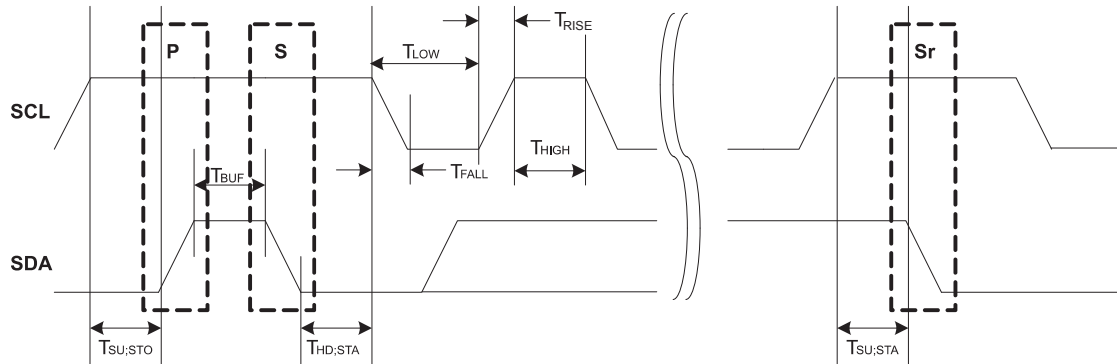 P
S
TLOW
TRISE
Sr
SCL
TBUF
TFALL
THIGH
SDA
TSU;STO
THD;STA
TSU;STA